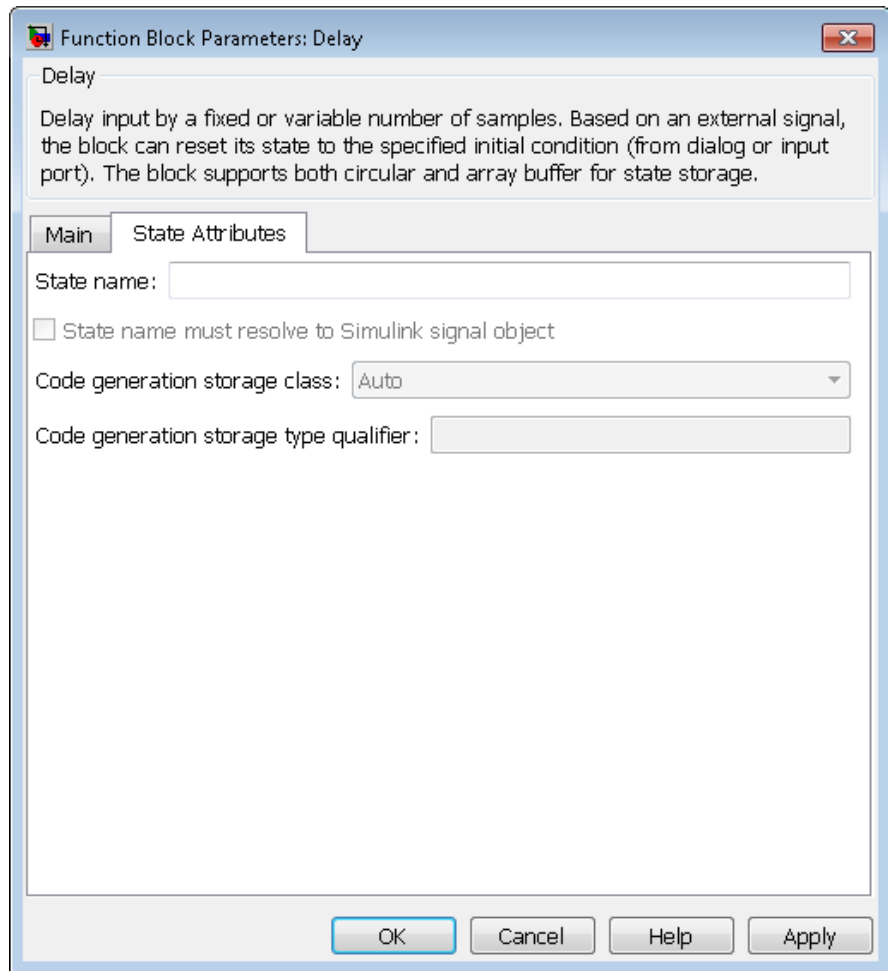 Function Block Parameters: Delay
Delay
Delay input by a fixed or variable number of samples. Based on an external signal,
the block can reset its state to the specified initial condition (from dialog or input
port). The block supports both circular and array buffer for state storage.
Main State Attributes
State name:
State name must resolve to Simulink signal object
Code generation storage class: Auto
Code generation storage type qualifier:
OK Cancel Help Apply